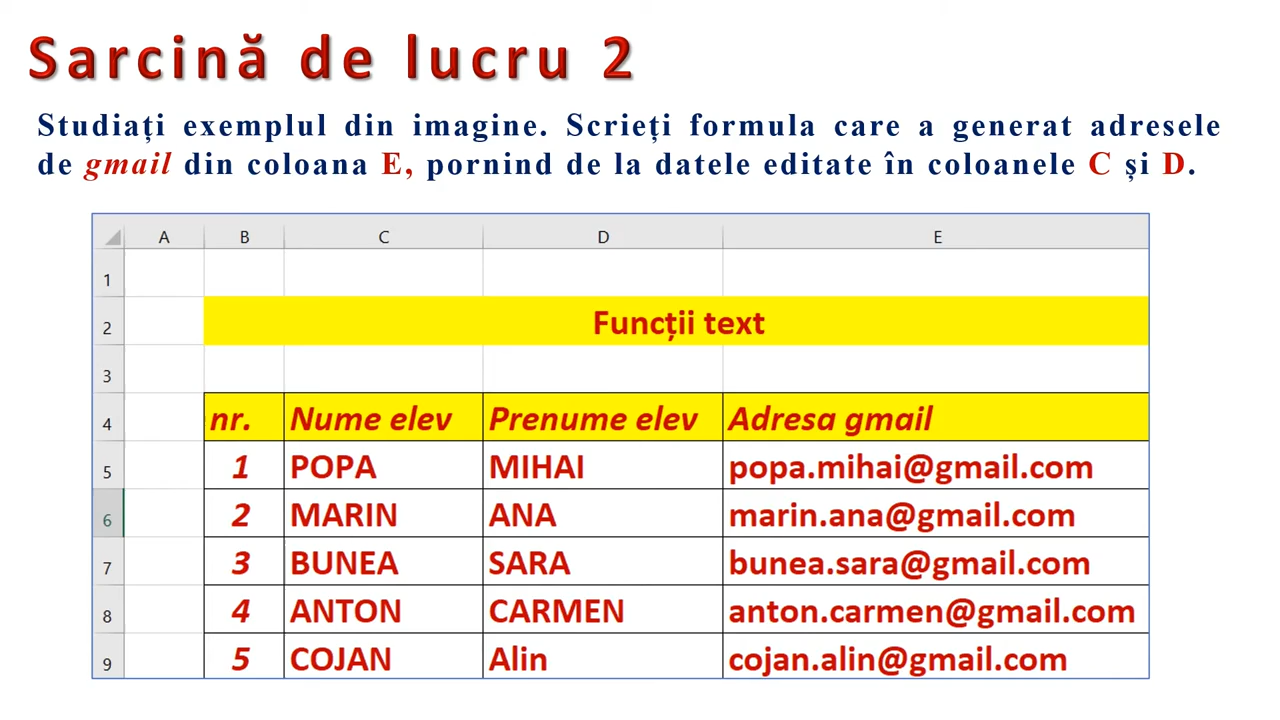 Sarcină de lucru 2
Studiați exemplul din imagine. Scrieți formula care a generat adresele
de gmail din coloana E, pornind de la datele editate în coloanele C și D.
A B C D E
1
2 Funcții text
3
4 nr. Nume elev Prenume elev Adresa gmail
5 1 POPA MIHAI popa.mihai@gmail.com
6 2 MARIN ANA marin.ana@gmail.com
7 3 BUNEA SARA bunea.sara@gmail.com
8 4 ANTON CARMEN anton.carmen@gmail.com
9 5 COJAN Alin cojan.alin@gmail.com